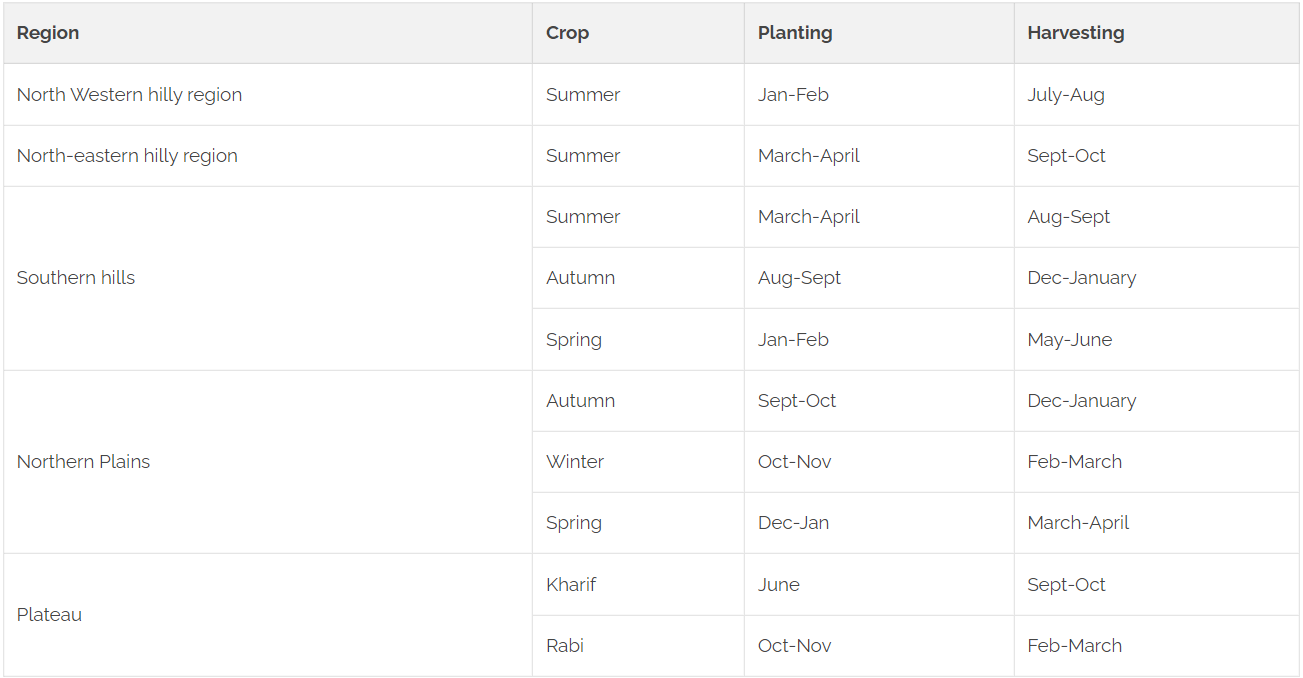 Region Crop Planting Harvesting
North Western hilly region Summer Jan-Feb July-Aug
North-eastern hilly region Summer March-April Sept-Oct
Summer March-April Aug-Sept
Southern hills Autumn Aug-Sept Dec-January
Spring Jan-Feb May-June
Autumn Sept-Oct Dec-January
Northern Plains Winter Oct-Nov Feb-March
Spring Dec-Jan March-April
Plateau Kharif June Sept-Oct
Rabi Oct-Nov Feb-March